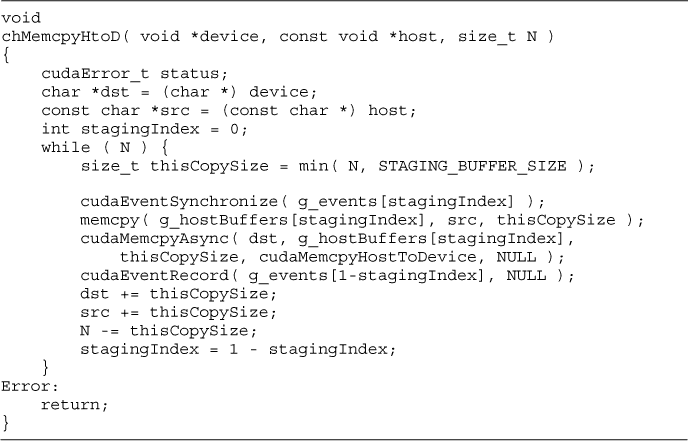 void
chMemcpyHtoD( void *device, const void *host, size_t N )
{
    cudaError_t status;
    char *dst = (char *) device;
    const char *src = (const char *) host;
    int stagingIndex = 0;
    while ( N ) {
        size_t thisCopySize = min( N, STAGING_BUFFER_SIZE );

        cudaEventSynchronize( g_events[stagingIndex] );
        memcpy( g_hostBuffers[stagingIndex], src, thisCopySize );
        cudaMemcpyAsync( dst, g_hostBuffers[stagingIndex],
            thisCopySize, cudaMemcpyHostToDevice, NULL );
        cudaEventRecord( g_events[1-stagingIndex], NULL );
        dst += thisCopySize;
        src += thisCopySize;
        N -= thisCopySize;
        stagingIndex = 1 - stagingIndex;
    }
Error:
    return;
}